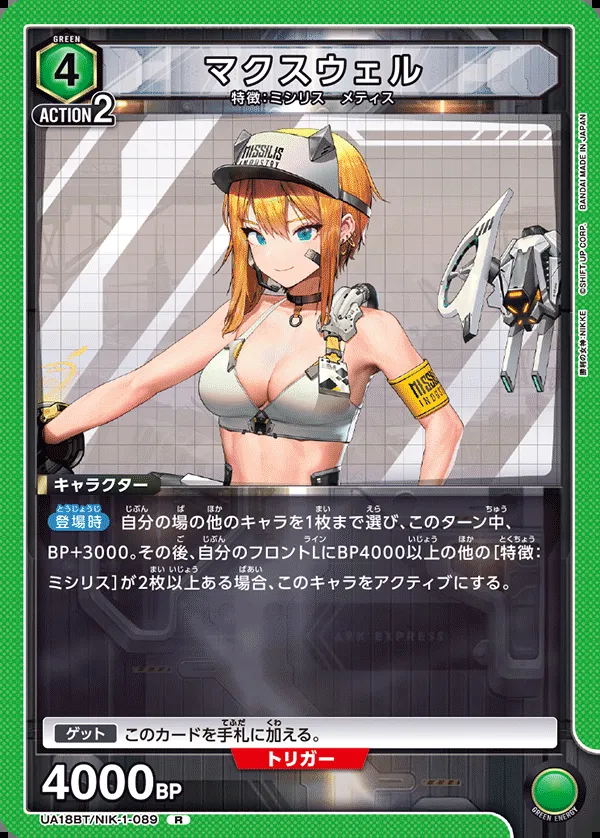 GREEN
4
ACTION 2
マクスウェル
特徴:ミシリス メティス
MISSILIS
INDUSTRY
MISSILIS
INDUS
BANDAI MADE IN JAPAN
©SHIFT UP CORP.
勝利の女神:NIKKE
キャラクター
登場時 自分の場の他のキャラを1枚まで選び、このターン中、
BP+3000。その後、自分のフロントLにBP4000以上の他の[特徴:
ミシリス]が2枚以上ある場合、このキャラをアクティブにする。
ARK EXPRESS
ゲット このカードを手札に加える。
トリガー
4000BP
GREEN ENERGY
UA18BT/NIK-1-089 R